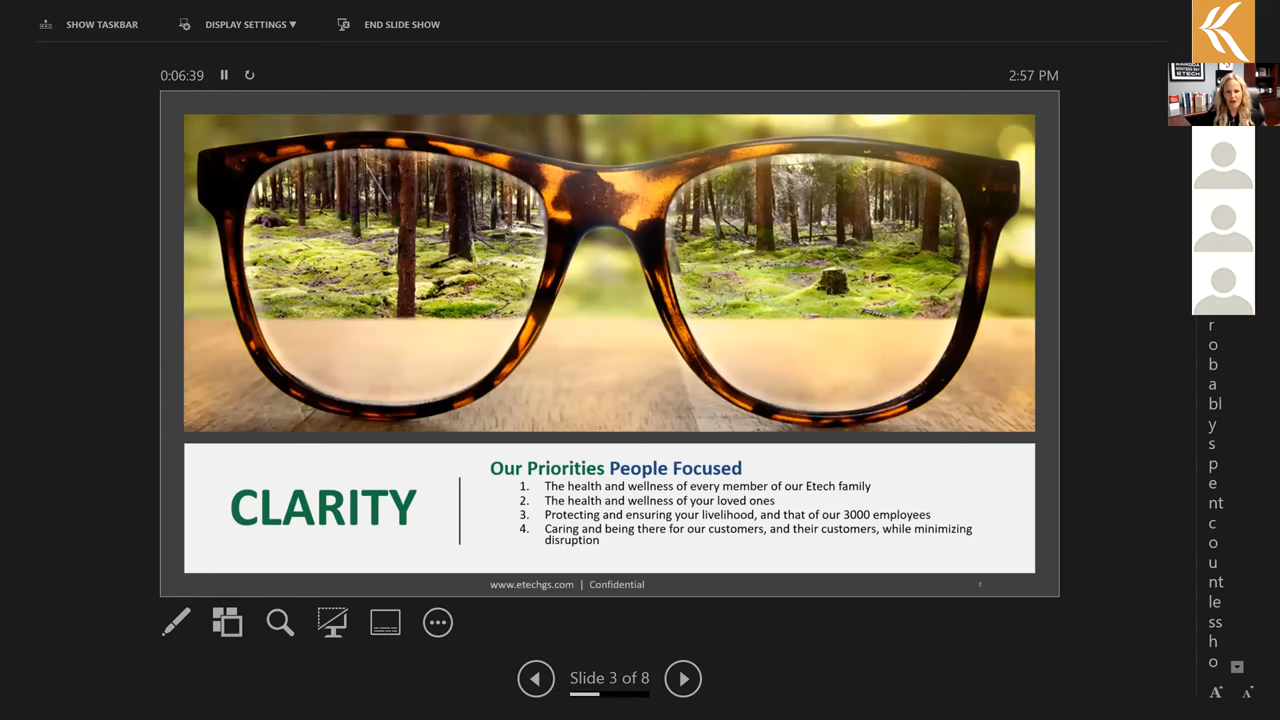 SHOW TASKBAR
DISPLAY SETTINGS ▼
END SLIDE SHOW
0:06:39
2:57 PM
ETECH
CLARITY
Our Priorities People Focused
1. The health and wellness of every member of our Etech family
2. The health and wellness of your loved ones
3. Protecting and ensuring your livelihood, and that of our 3000 employees
4. Caring and being there for our customers, and their customers, while minimizing
disruption
www.etechgs.com | Confidential
3
Slide 3 of 8
r
o
b
a
bl
y
s
p
e
nt
c
o
u
nt
le
ss
h
o
A
A